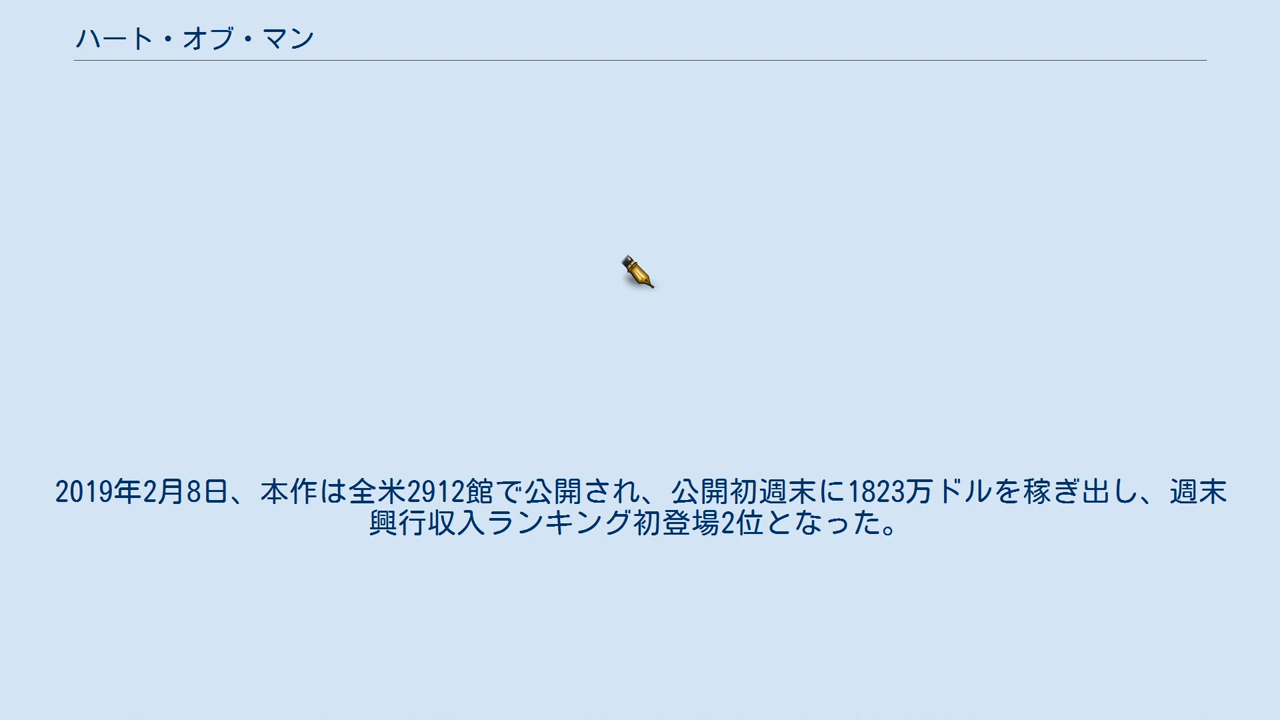 ハート・オブ・マン
2019年2月8日、本作は全米2912館で公開され、公開初週末に1823万ドルを稼ぎ出し、週末
興行収入ランキング初登場2位となった。